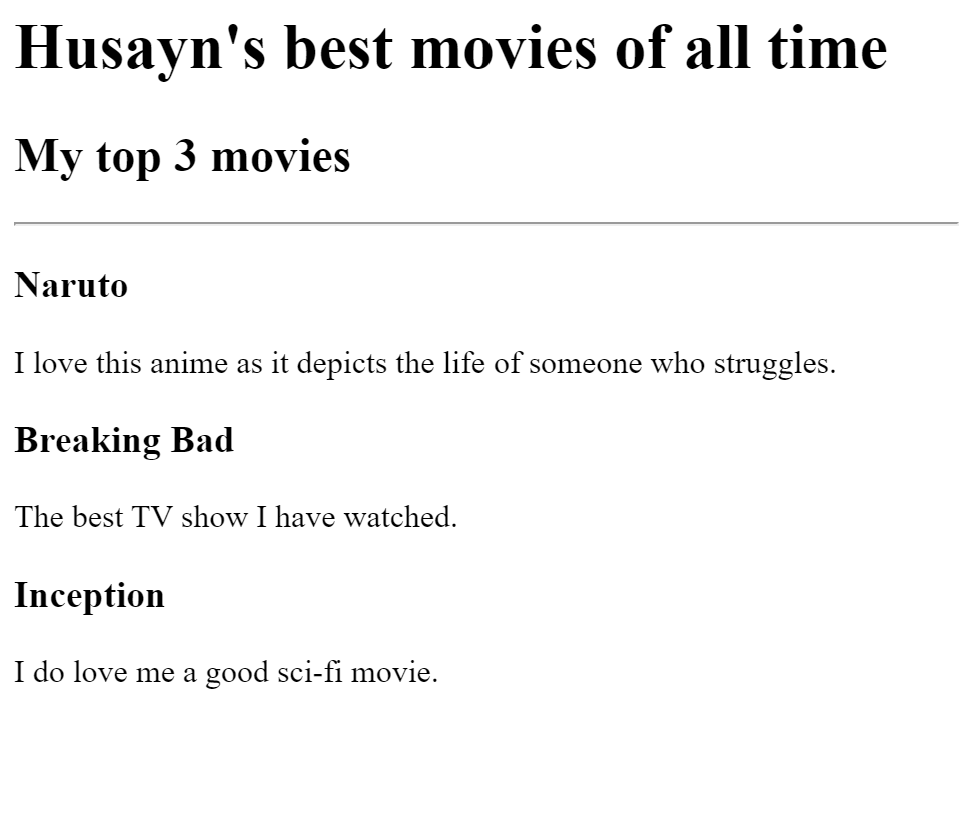 Husayn's best movies of all time
My top 3 movies
Naruto
I love this anime as it depicts the life of someone who struggles.
Breaking Bad
The best TV show I have watched.
Inception
I do love me a good sci-fi movie.